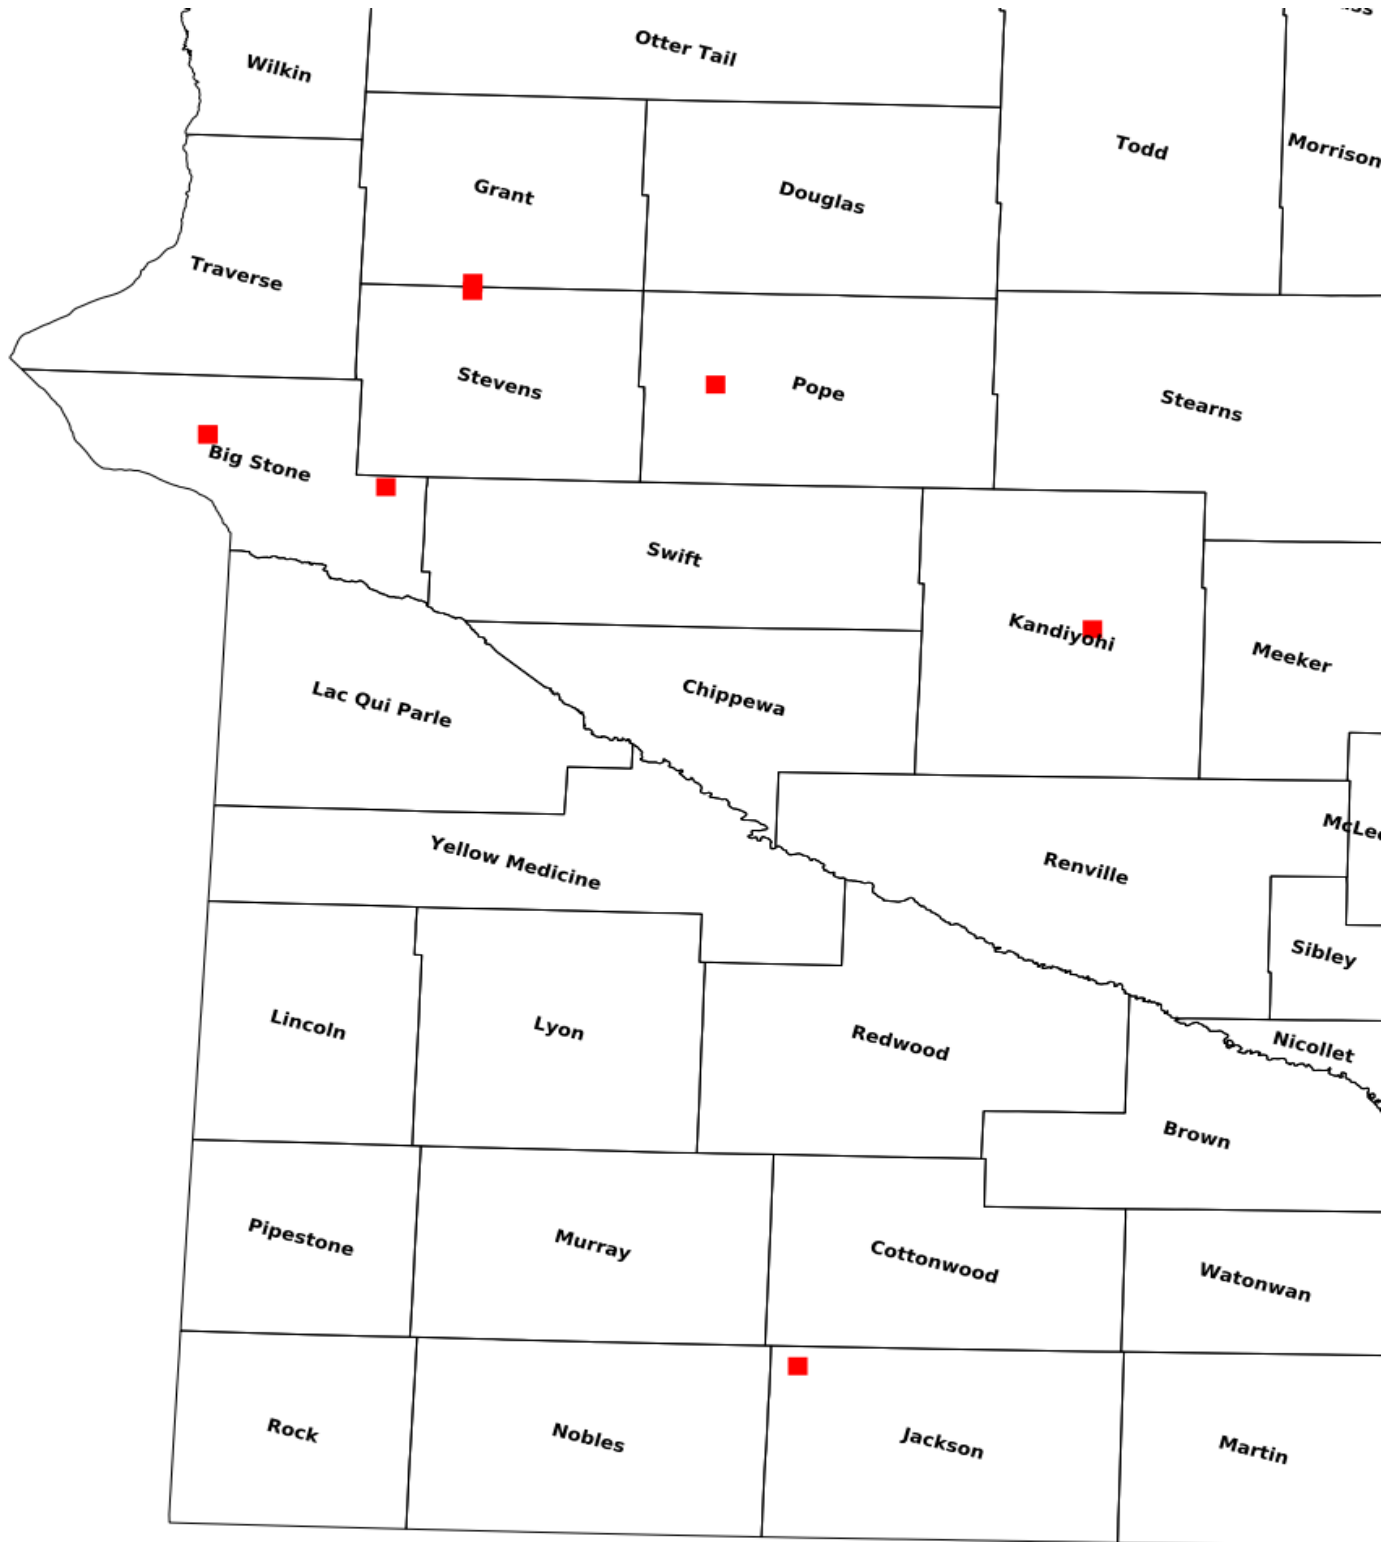 Otter Tail
Wilkin
Todd
Morrison
Grant
Douglas
Traverse
Stevens
Pope
Stearns
Big Stone
Swift
Kandiyohi
Meeker
Lac Qui Parle
Chippewa
McLee
Yellow Medicine
Renville
Sibley
Lincoln
Lyon
Redwood
Nicollet
Brown
Pipestone
Murray
Cottonwood
Watonwan
Rock
Nobles
Jackson
Martin